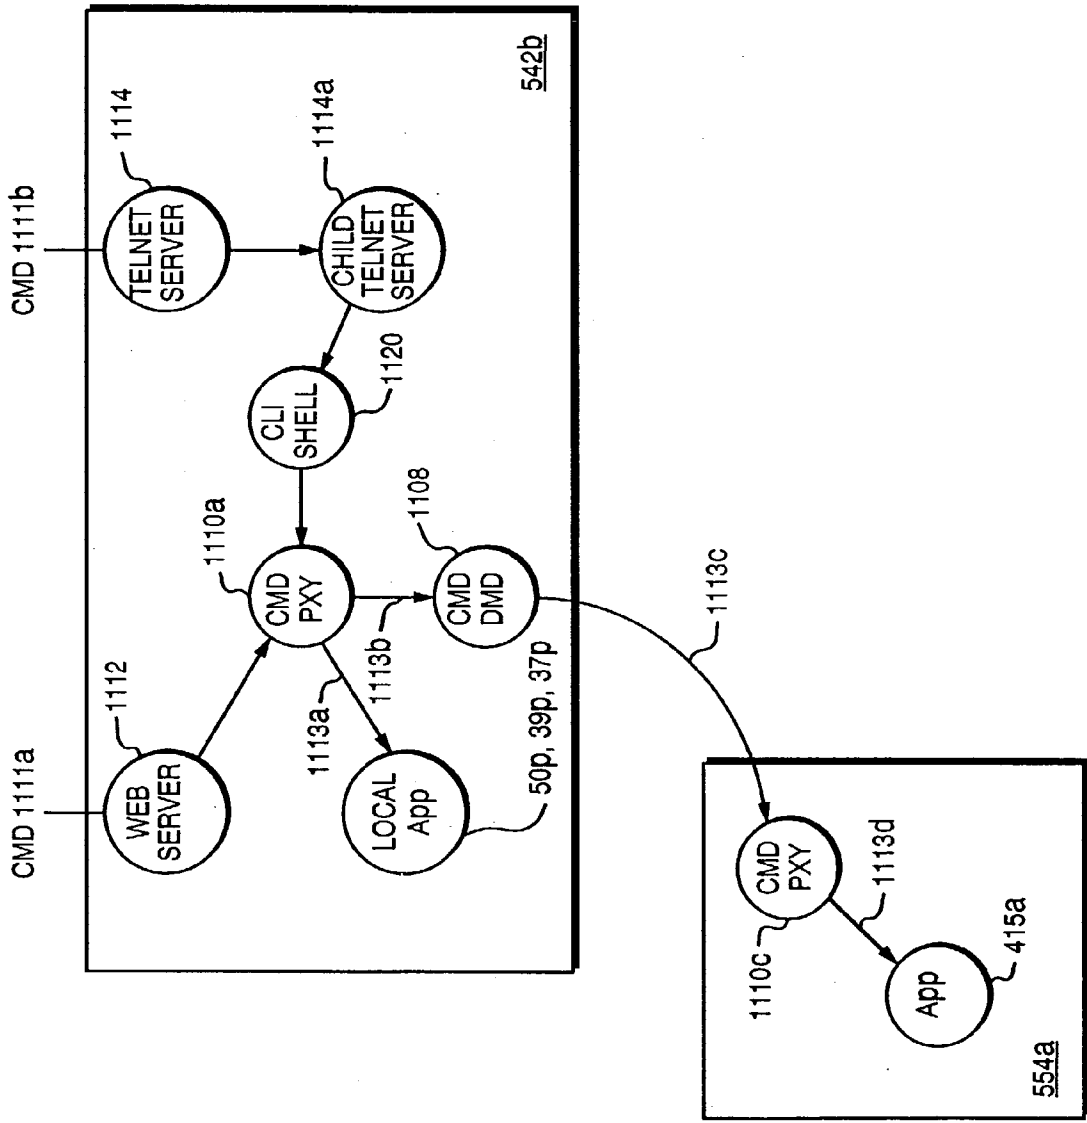 CMD 1111a
CMD 1111b
1112
WEB
SERVER
1114
TELNET
SERVER
1110a
CMD
PXY
CLI
SHELL
1120
1114a
CHILD
TELNET
SERVER
1113a
1113b
LOCAL
App
50p, 39p, 37p
1108
CMD
DMD
542b
1113c
1110c
CMD
PXY
1113d
App
415a
554a